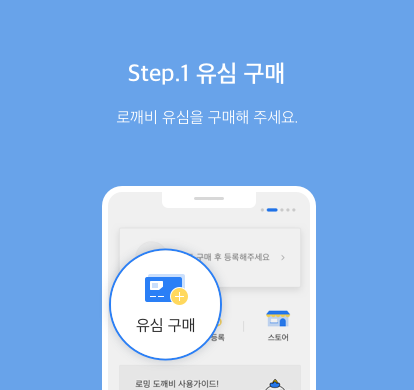 Step.1 유심 구매
로깨비 유심을 구매해 주세요.
구매 후 등록해주세요
유심 구매
등록
스토어
로밍 도깨비 사용가이드!